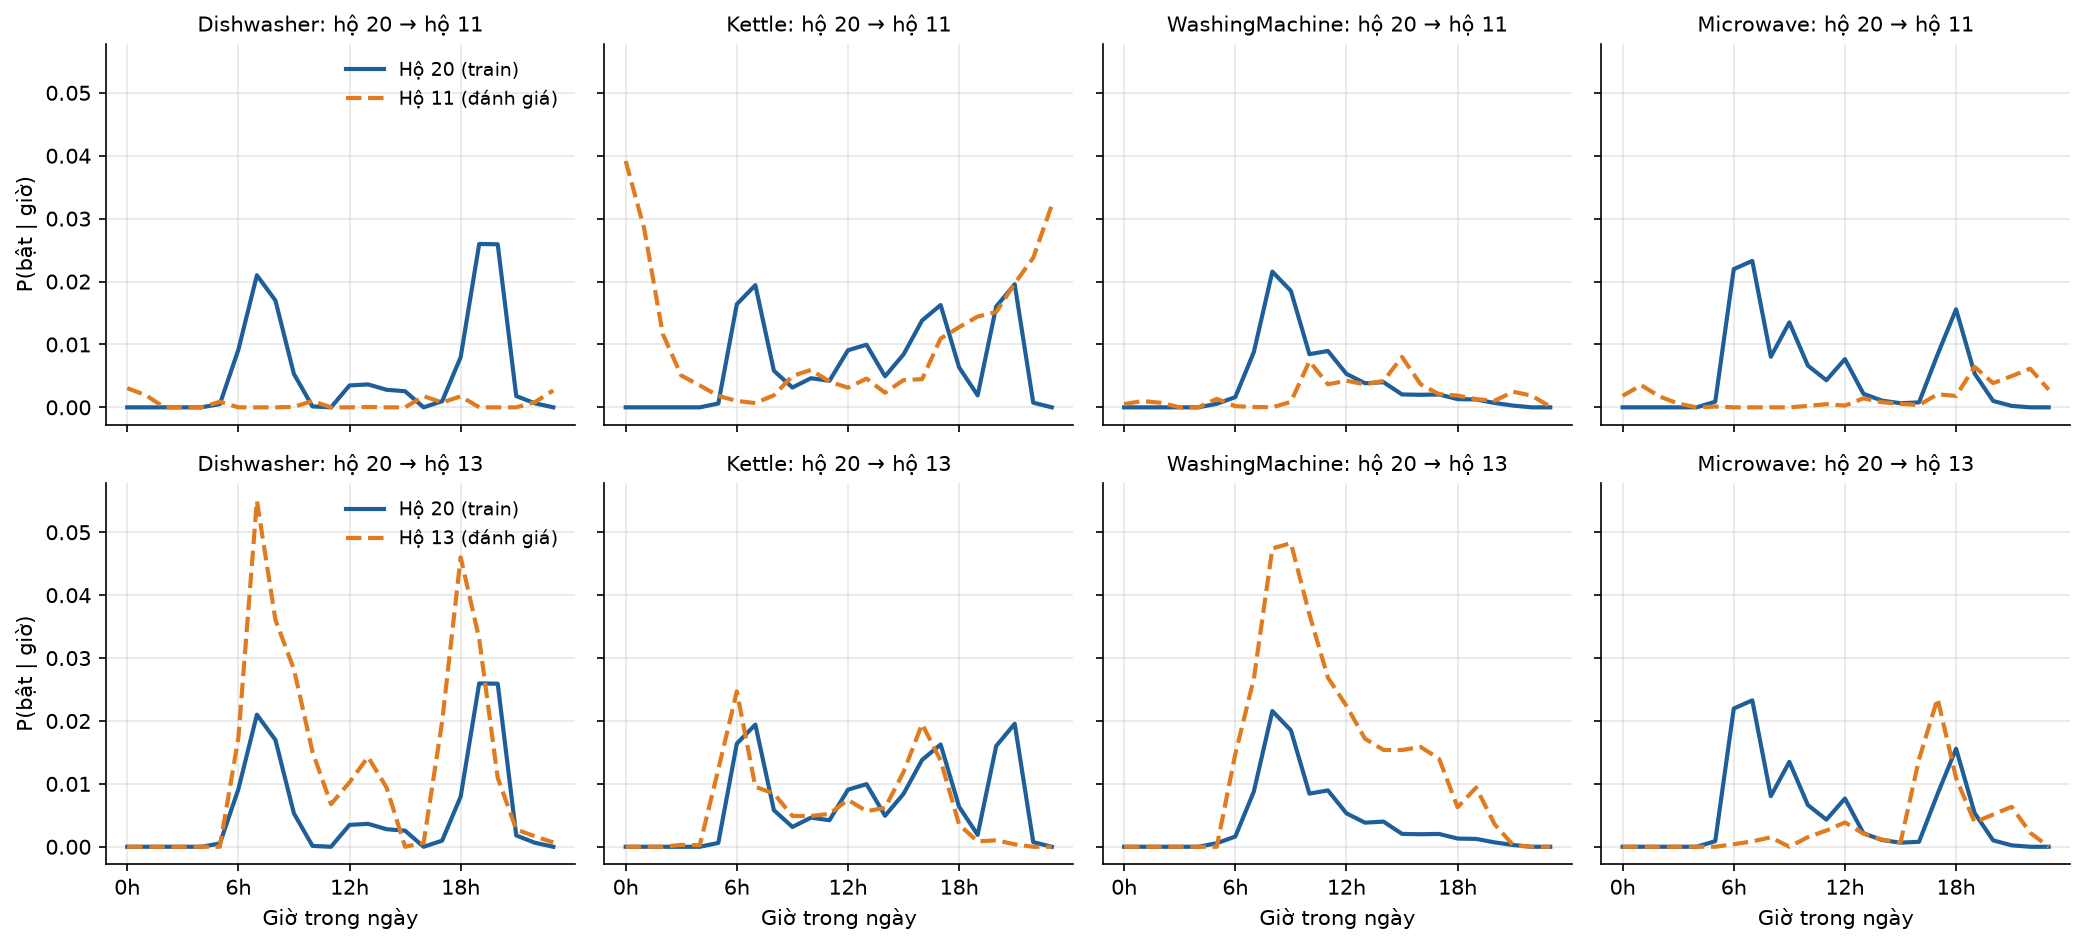 Dishwasher: hộ 20 → hộ 11
Kettle: hộ 20 → hộ 11
WashingMachine: hộ 20 → hộ 11
Microwave: hộ 20 → hộ 11
Hộ 20 (train)
Hộ 11 (đánh giá)
P(bật | giờ)
0.05
0.04
0.03
0.02
0.01
0.00
Dishwasher: hộ 20 → hộ 13
Kettle: hộ 20 → hộ 13
WashingMachine: hộ 20 → hộ 13
Microwave: hộ 20 → hộ 13
Hộ 20 (train)
Hộ 13 (đánh giá)
P(bật | giờ)
0.05
0.04
0.03
0.02
0.01
0.00
0h 6h 12h 18h
0h 6h 12h 18h
0h 6h 12h 18h
0h 6h 12h 18h
Giờ trong ngày
Giờ trong ngày
Giờ trong ngày
Giờ trong ngày